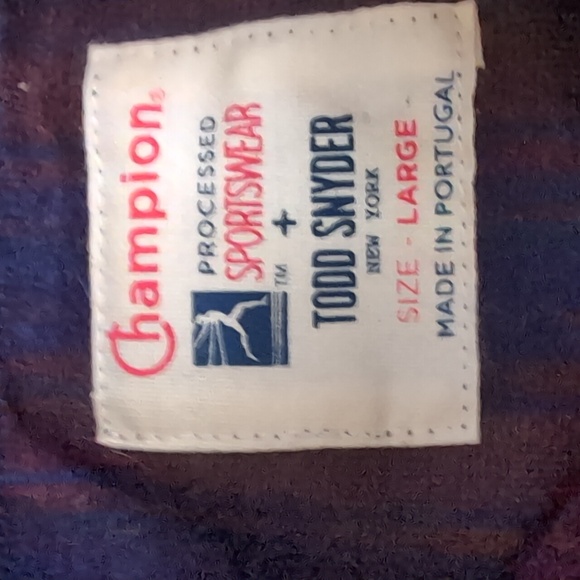 Champion®
PROCESSED
SPORTSWEAR
TM
+
TODD SNYDER
NEW YORK
SIZE - LARGE
MADE IN PORTUGAL